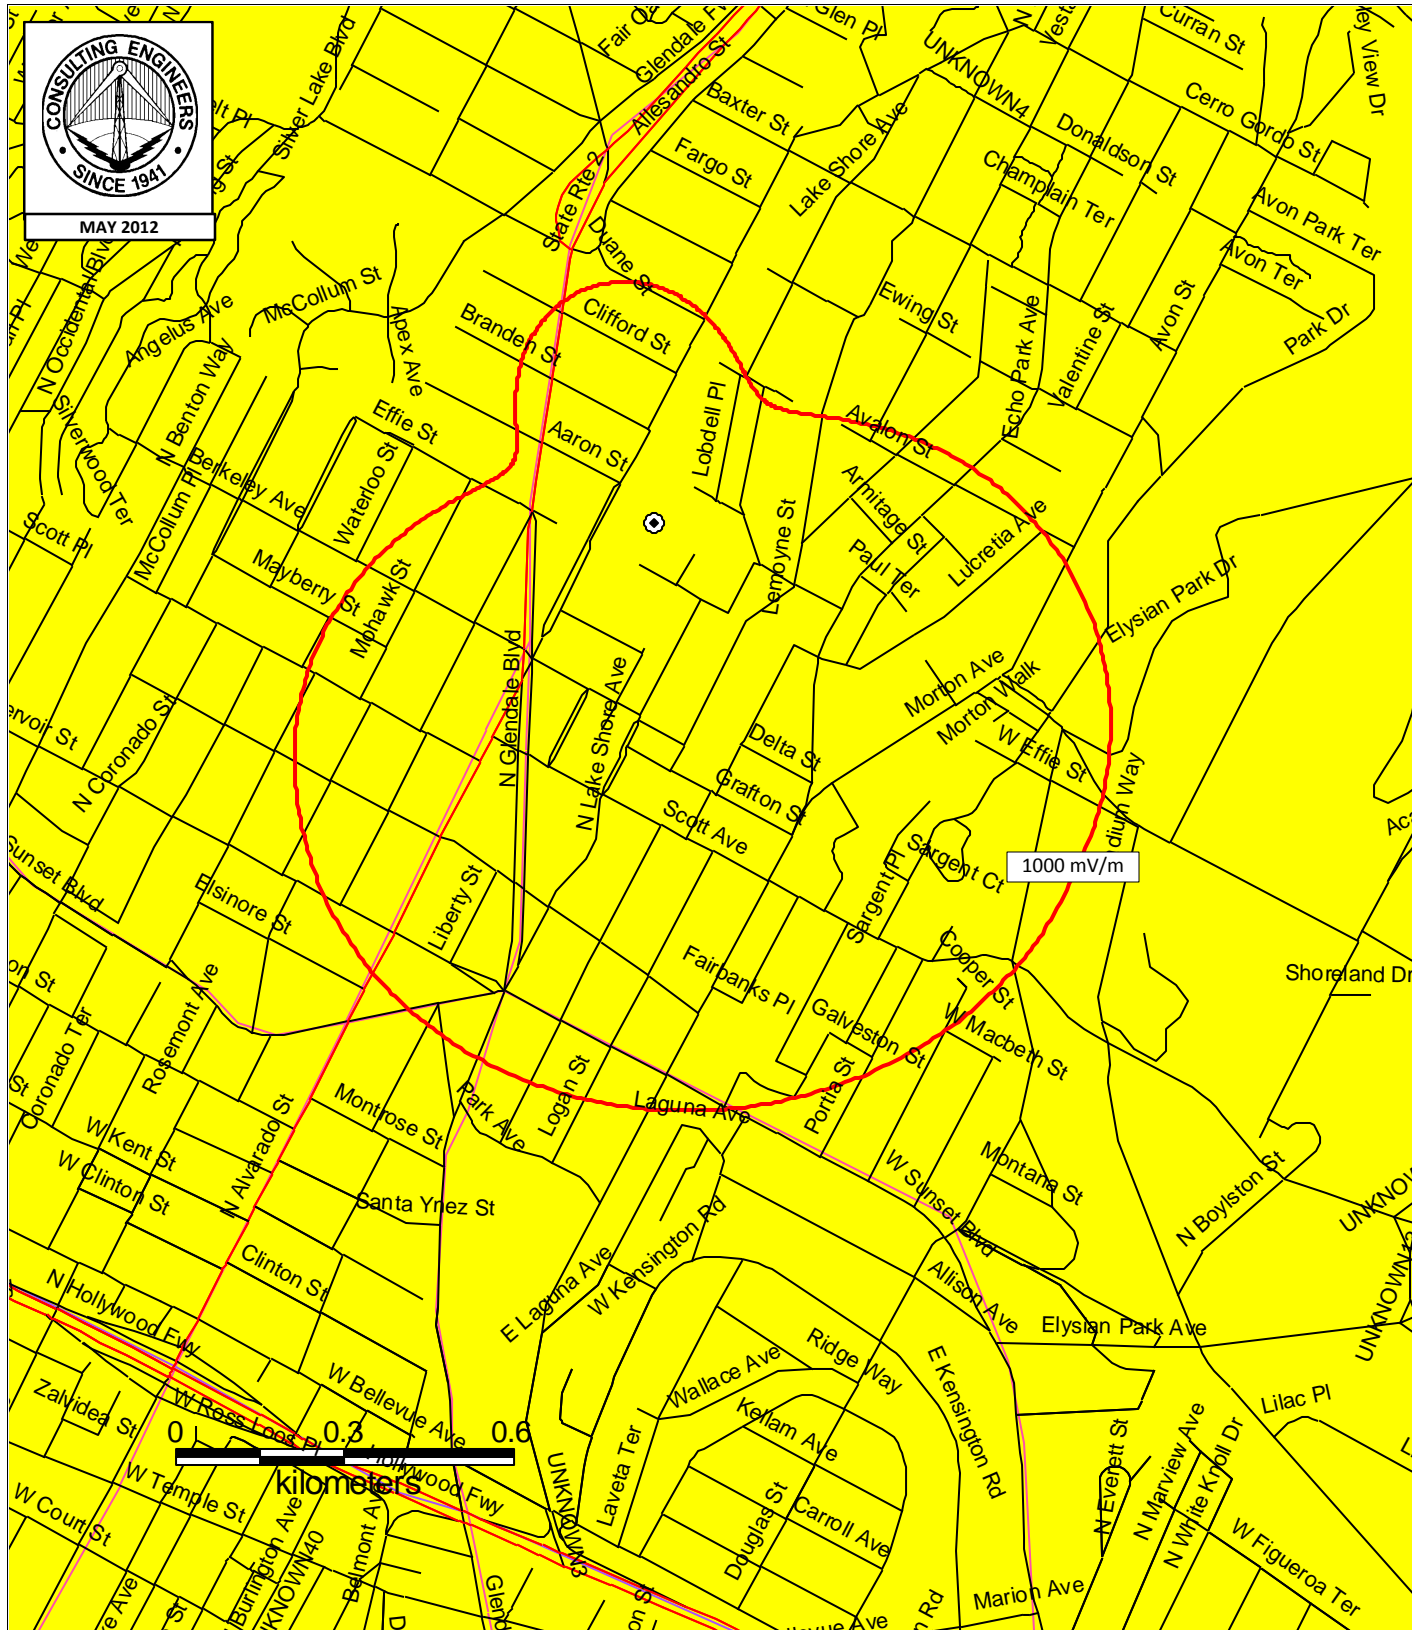 CONSULTING ENGINEERS
SINCE 1941
MAY 2012
Silver Lake Blvd
Glendale
Allesandro St
Glen Pl
UNKNOWN4
Curran St
Cerro Gordo St
Baxter St
Fargo St
Lake Shore Ave
Donaldson St
Champlain Ter
Avon Park Ter
Avon Ter
State Rte 2
Duane St
McCollum St
Angelus Ave
Apex Ave
Branden St
Clifford St
Ewing St
Echo Park Ave
Valentine St
Avon St
Park Dr
N Benton Way
Silverwood Ter
Effie St
Aaron St
Lobdell Pl
Avalon St
Berkeley Ave
Waterloo St
McCollum Pl
Scott Pl
Armitage St
Lucretia Ave
Paul Ter
Lemoyne St
Mayberry St
Mohawk St
Elysian Park Dr
N Glendale Blvd
N Lake Shore Ave
Morton Ave
Morton Walk
W Effie St
N Coronado St
Delta St
Grafton St
Scott Ave
Sargent Ct
Sargent Pl
1000 mV/m
Elsinore St
Liberty St
Fairbanks Pl
Cooper St
Shoreland Dr
Galveston St
W Macbeth St
Coronado Ter
Rosemont Ave
Portia St
Logan St
Laguna Ave
Montrose St
Park Ave
W Kent St
W Clinton St
N Alvarado St
Santa Ynez St
Montana St
W Sunset Blvd
N Boylston St
Clinton St
N Hollywood Fwy
E Laguna Ave
W Kensington Rd
Allison Ave
Elysian Park Ave
Ridge Way
Wallace Ave
E Kensington Rd
W Bellevue Ave
Zalvidea St
W Ross Loos Pl
Kellam Ave
Lilac Pl
0 0.3 0.6
kilometers
Hollywood Fwy
UNKNOWN3
Laveta Ter
W Temple St
W Court St
Douglas St
Carroll Ave
N Everett St
N Marview Ave
N White Knoll Dr
W Figueroa Ter
Burlington Ave
Belmont Ave
Marion Ave